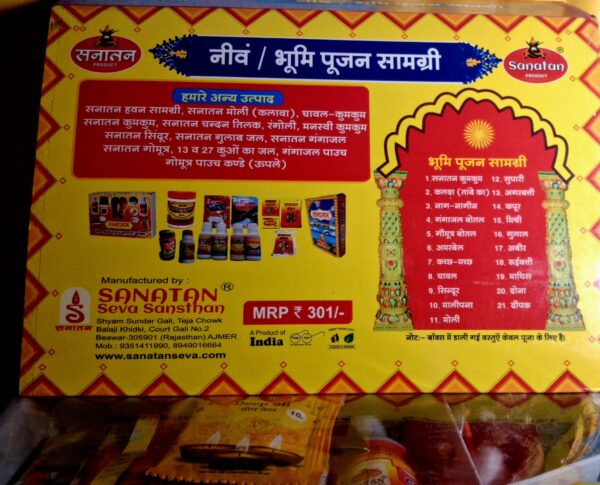 सनातन
PRODUCT
नीवं / भूमि पूजन सामग्री
Sanatan
PRODUCT
हमारे अन्य उत्पाद
सनातन हवन सामग्री, सनातन मोली (कलावा), चावल-कुमकुम
सनातन कुमकुम, सनातन चन्दन तिलक, रंगोली, मनस्वी कुमकुम
सनातन सिंदूर, सनातन गुलाब जल, सनातन गंगाजल
सनातन गोमूत्र, 13 व 27 कुओं का जल, गंगाजल पाउच
गोमूत्र पाउच कण्डे (ऊपले)
भूमि पूजन सामग्री
1.सनातन कुमकुम
2. कलश (तांबे का)
3. नाग-नागीन
4. गंगाजल बोतल
5. गौमूत्र बोतल
6. अमरबेल
7. कच्छ-मच्छ
8. चावल
9. सिन्दूर
10. मालीपना
11. मोली
12. सुपारी
13. अगरबत्ती
14. कपूर
15. मिश्री
16. गुलाल
17. अबीर
18. रूईबत्ती
19. माचिस
20. दोना
21. दीपक
नोट:- बॉक्स में डाली गई वस्तुएँ केवल पूजा के लिए है।
Manufactured by :
सनातन
SANATAN ®
Seva Sansthan
Shyam Sundar Gali, Teja Chowk
Balaji Khidki, Court Gali No.2
Beawar-305901 (Rajasthan) AJMER
Mob.: 9351411990, 8949016664
www.sanatanseva.com
MRP ₹ 301/-
A Product of
India